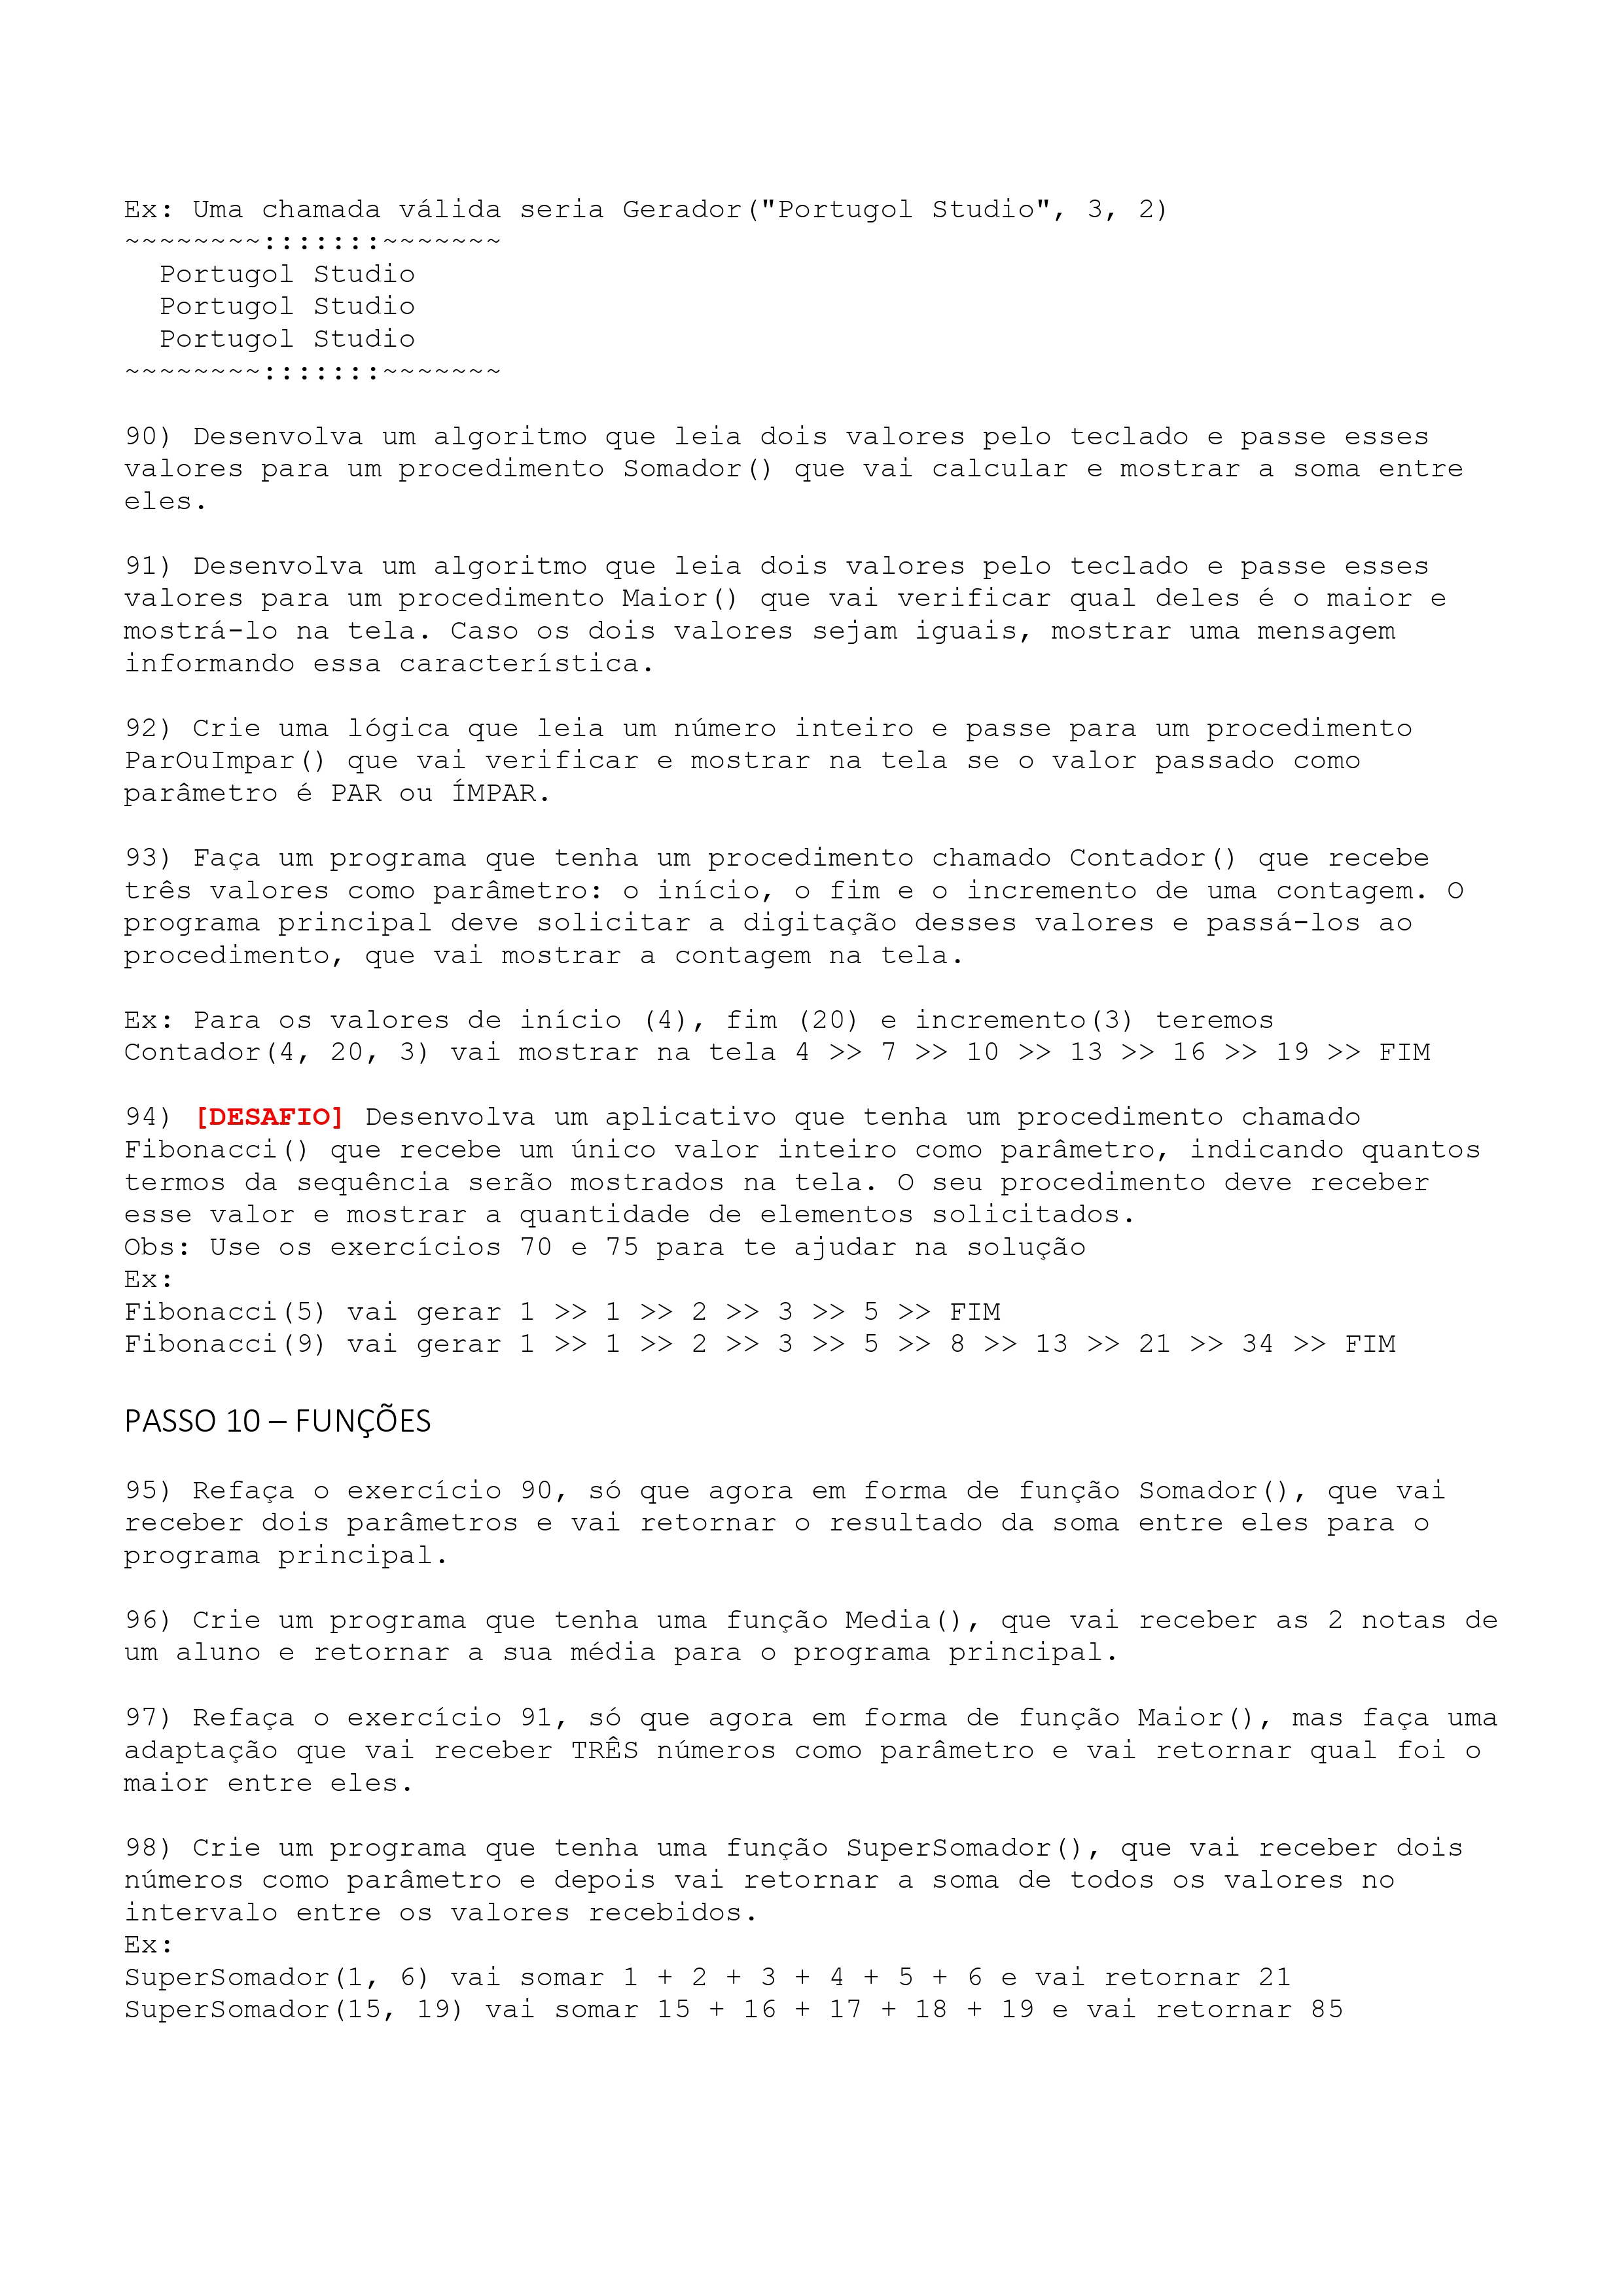 Ex: Uma chamada válida seria Gerador("Portugol Studio", 3, 2)
~~~~~~~~:::::::~~~~~~~
  Portugol Studio
  Portugol Studio
  Portugol Studio
~~~~~~~~:::::::~~~~~~~
90) Desenvolva um algoritmo que leia dois valores pelo teclado e passe esses
valores para um procedimento Somador() que vai calcular e mostrar a soma entre
eles.
91) Desenvolva um algoritmo que leia dois valores pelo teclado e passe esses
valores para um procedimento Maior() que vai verificar qual deles é o maior e
mostrá-lo na tela. Caso os dois valores sejam iguais, mostrar uma mensagem
informando essa característica.
92) Crie uma lógica que leia um número inteiro e passe para um procedimento
ParOuImpar() que vai verificar e mostrar na tela se o valor passado como
parâmetro é PAR ou ÍMPAR.
93) Faça um programa que tenha um procedimento chamado Contador() que recebe
três valores como parâmetro: o início, o fim e o incremento de uma contagem. O
programa principal deve solicitar a digitação desses valores e passá-los ao
procedimento, que vai mostrar a contagem na tela.
Ex: Para os valores de início (4), fim (20) e incremento(3) teremos
Contador(4, 20, 3) vai mostrar na tela 4 >> 7 >> 10 >> 13 >> 16 >> 19 >> FIM
94) [DESAFIO] Desenvolva um aplicativo que tenha um procedimento chamado
Fibonacci() que recebe um único valor inteiro como parâmetro, indicando quantos
termos da sequência serão mostrados na tela. O seu procedimento deve receber
esse valor e mostrar a quantidade de elementos solicitados.
Obs: Use os exercícios 70 e 75 para te ajudar na solução
Ex:
Fibonacci(5) vai gerar 1 >> 1 >> 2 >> 3 >> 5 >> FIM
Fibonacci(9) vai gerar 1 >> 1 >> 2 >> 3 >> 5 >> 8 >> 13 >> 21 >> 34 >> FIM
PASSO 10 – FUNÇÕES
95) Refaça o exercício 90, só que agora em forma de função Somador(), que vai
receber dois parâmetros e vai retornar o resultado da soma entre eles para o
programa principal.
96) Crie um programa que tenha uma função Media(), que vai receber as 2 notas de
um aluno e retornar a sua média para o programa principal.
97) Refaça o exercício 91, só que agora em forma de função Maior(), mas faça uma
adaptação que vai receber TRÊS números como parâmetro e vai retornar qual foi o
maior entre eles.
98) Crie um programa que tenha uma função SuperSomador(), que vai receber dois
números como parâmetro e depois vai retornar a soma de todos os valores no
intervalo entre os valores recebidos.
Ex:
SuperSomador(1, 6) vai somar 1 + 2 + 3 + 4 + 5 + 6 e vai retornar 21
SuperSomador(15, 19) vai somar 15 + 16 + 17 + 18 + 19 e vai retornar 85